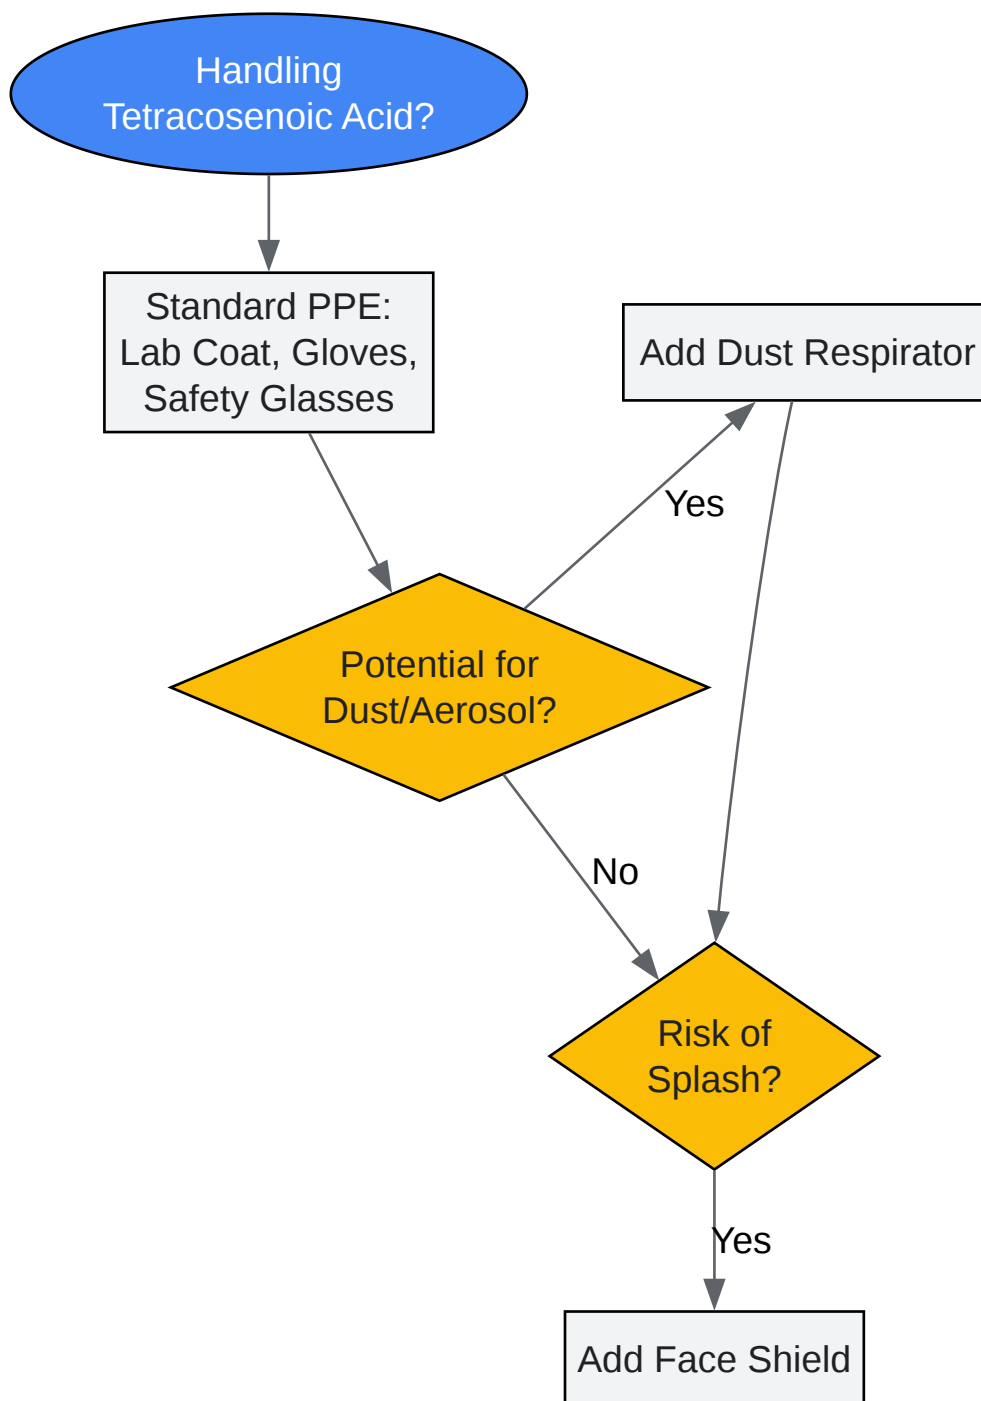 Handling
Tetracosenoic Acid?
Standard PPE:
Lab Coat, Gloves,
Safety Glasses
Add Dust Respirator
Yes
Potential for
Dust/Aerosol?
No
Risk of
Splash?
Yes
Add Face Shield